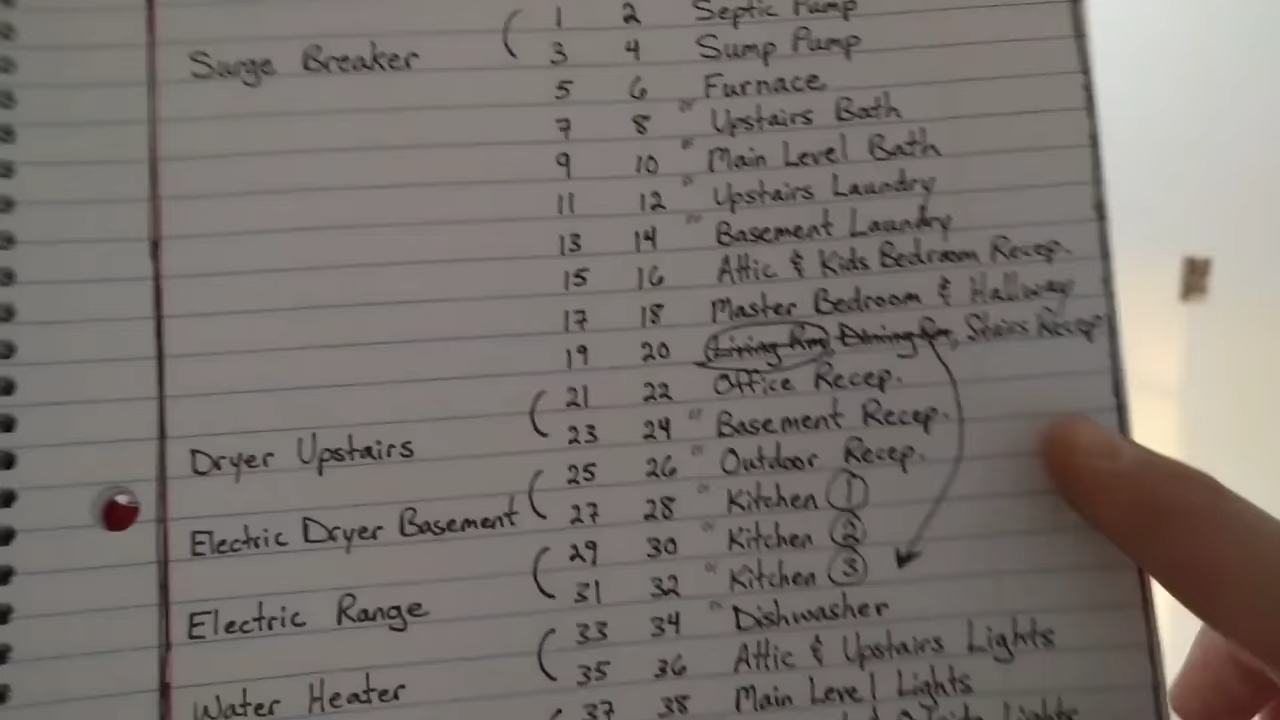 1 2 Septic Pump
Surge Breaker ( 3 4 Sump Pump
5 6 Furnace
7 8 " Upstairs Bath
9 10 " Main Level Bath
11 12 " Upstairs Laundry
13 14 " Basement Laundry
15 16 Attic & Kids Bedroom Recep.
17 18 Master Bedroom & Hallway
19 20 Living Rm, Dining Rm, Stairs Recep
21 22 Office Recep.
Dryer Upstairs ( 23 24 " Basement Recep.
25 26 " Outdoor Recep.
Electric Dryer Basement ( 27 28 " Kitchen 1
29 30 " Kitchen 2
Electric Range ( 31 32 " Kitchen 3
33 34 " Dishwasher
Water Heater ( 35 36 Attic & Upstairs Lights
( 37 38 Main Level Lights
Lights